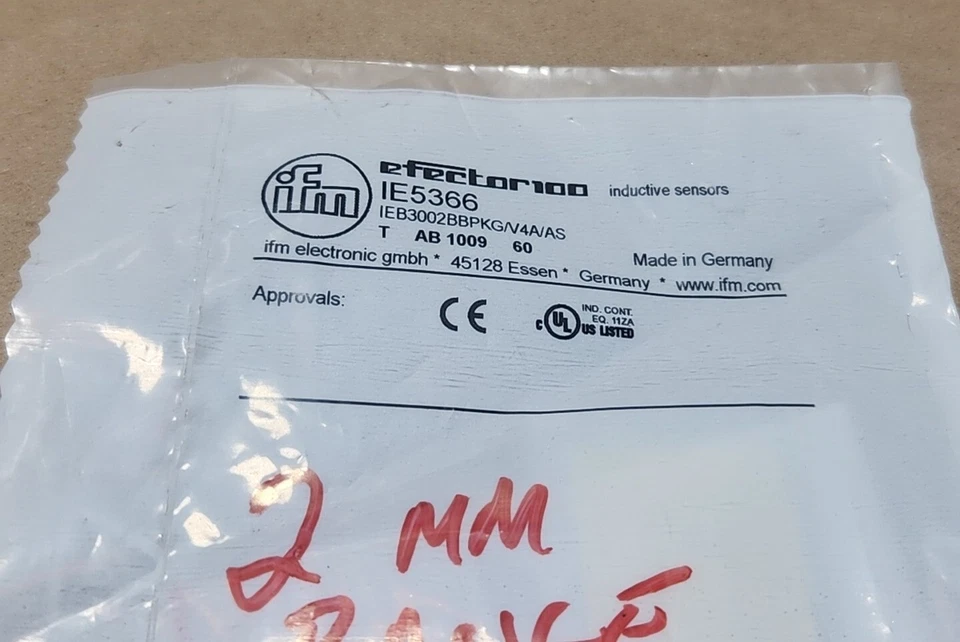 ifm
efector100 inductive sensors
IE5366
IEB3002BBPKG/V4A/AS
T AB 1009 60
Made in Germany
ifm electronic gmbh * 45128 Essen * Germany * www.ifm.com
Approvals:
CE
c UL US LISTED
IND. CONT.
EQ. 11ZA
2 MM
RANGE